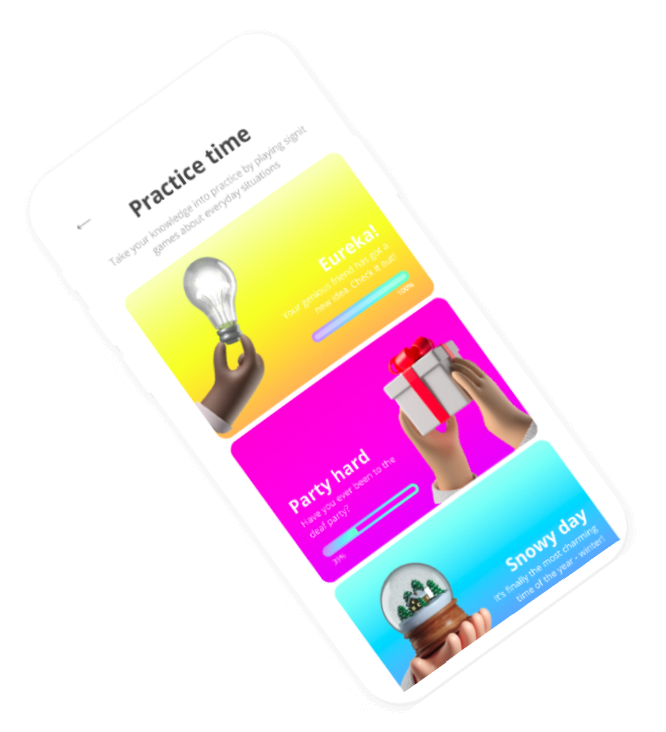 Practice time
Take your knowledge into practice by playing signit
games about everyday situations
Eureka!
Your genious friend has got a
new idea. Check it out!
100%
Party hard
Have you ever been to the
deaf party?
Snowy day
It's finally the most charming
time of the year - winter!